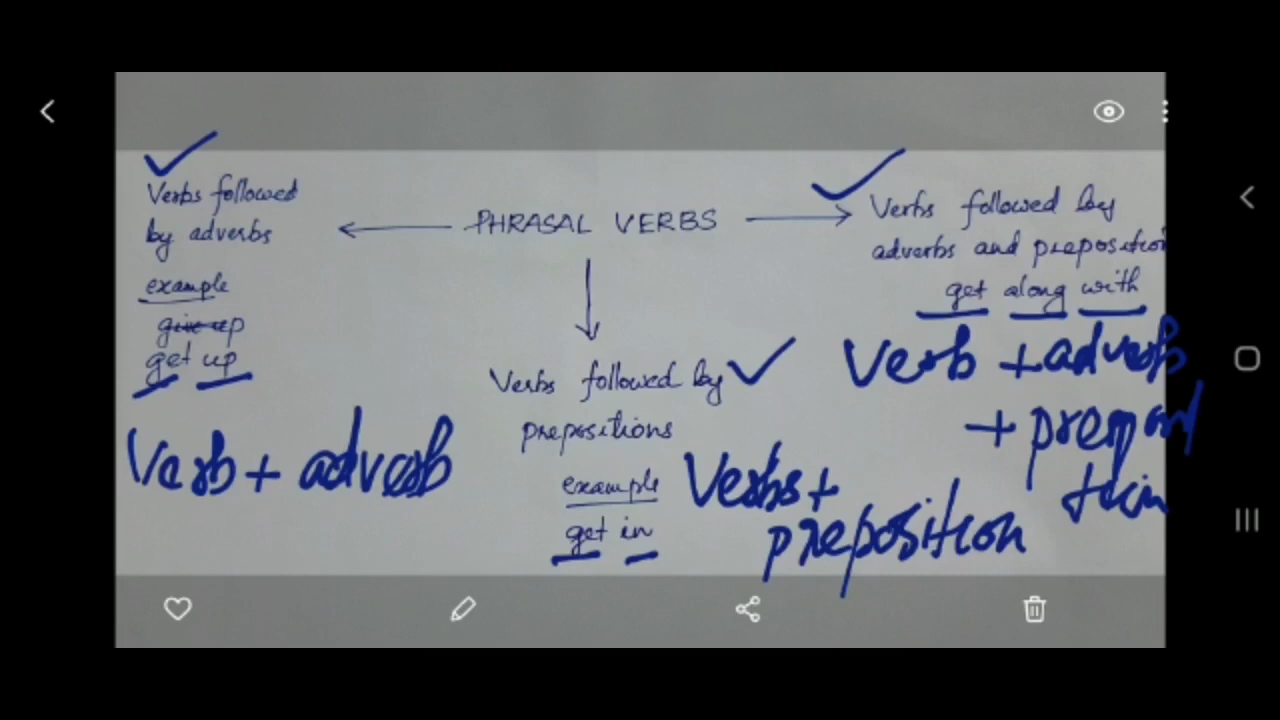 PHRASAL VERBS
Verbs followed
by adverbs
example
give up
get up
Verb + adverb
Verbs followed by
prepositions
example
get in
Verbs +
preposition
Verbs followed by
adverbs and preposition
get along with
Verb + adverb
+